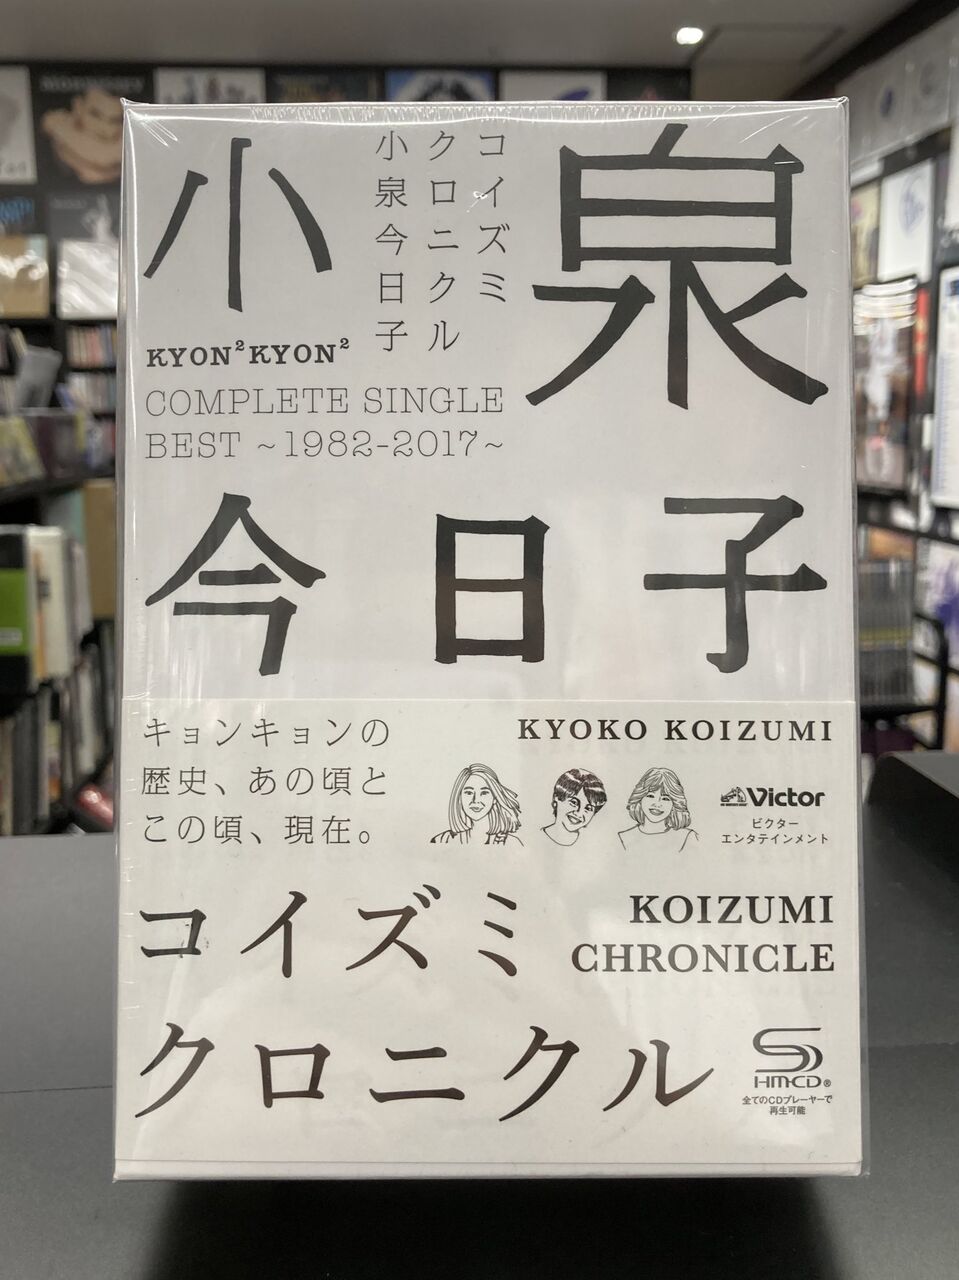 小泉
コイズミ
クロニクル
小泉今日子
KYON²KYON²
COMPLETE SINGLE
BEST ~1982-2017~
今日子
キョンキョンの
歴史、あの頃と
この頃、現在。
KYOKO KOIZUMI
Victor
ビクター
エンタテインメント
コイズミ
クロニクル
KOIZUMI
CHRONICLE
HM-CD®
全てのCDプレーヤーで
再生可能